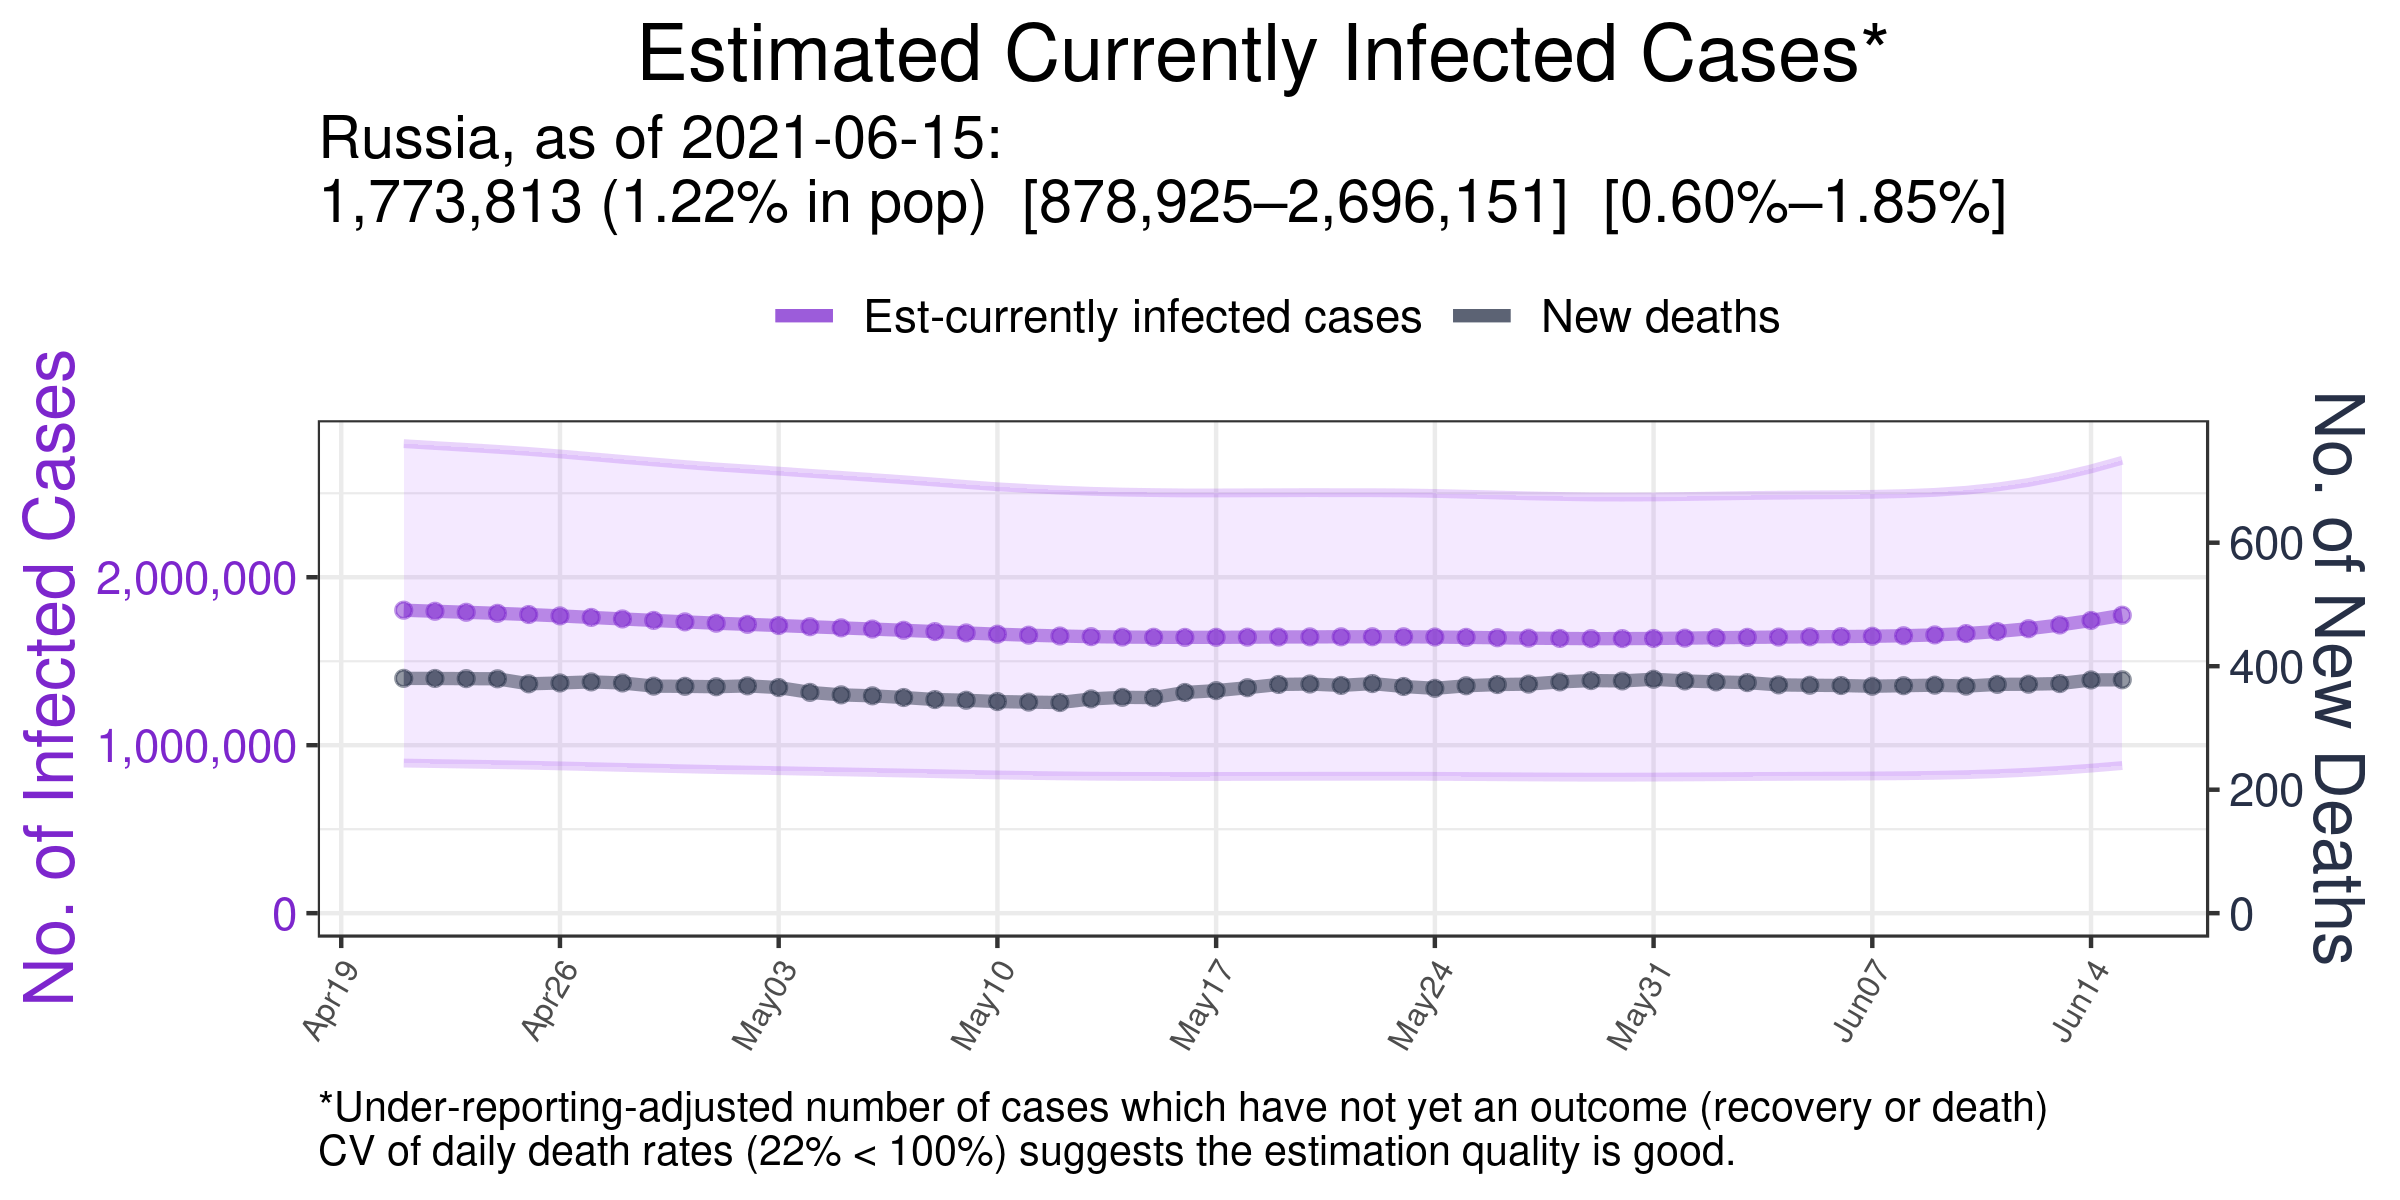 Estimated Currently Infected Cases*
Russia, as of 2021-06-15:
1,773,813 (1.22% in pop)  [878,925–2,696,151]  [0.60%–1.85%]
Est-currently infected cases
New deaths
No. of Infected Cases
2,000,000
1,000,000
0
No. of New Deaths
600
400
200
0
Apr19
Apr26
May03
May10
May17
May24
May31
Jun07
Jun14
*Under-reporting-adjusted number of cases which have not yet an outcome (recovery or death)
CV of daily death rates (22% < 100%) suggests the estimation quality is good.